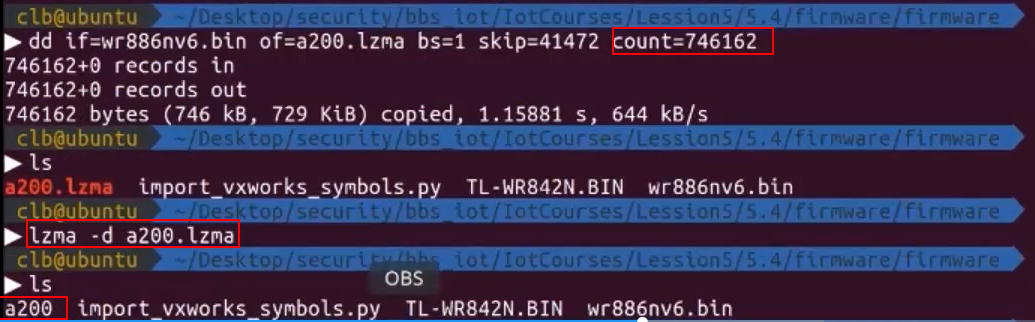 clb@ubuntu ~/Desktop/security/bbs_iot/IotCourses/Lession5/5.4/firmware/firmware
▶ dd if=wr886nv6.bin of=a200.lzma bs=1 skip=41472 count=746162
746162+0 records in
746162+0 records out
746162 bytes (746 kB, 729 KiB) copied, 1.15881 s, 644 kB/s
clb@ubuntu ~/Desktop/security/bbs_iot/IotCourses/Lession5/5.4/firmware/firmware
▶ ls
a200.lzma import_vxworks_symbols.py TL-WR842N.BIN wr886nv6.bin
clb@ubuntu ~/Desktop/security/bbs_iot/IotCourses/Lession5/5.4/firmware/firmware
▶ lzma -d a200.lzma
clb@ubuntu ~/Desktop/security/bbs_iot/IotCourses/Lession5/5.4/firmware/firmware
OBS
▶ ls
a200 import_vxworks_symbols.py TL-WR842N.BIN wr886nv6.bin